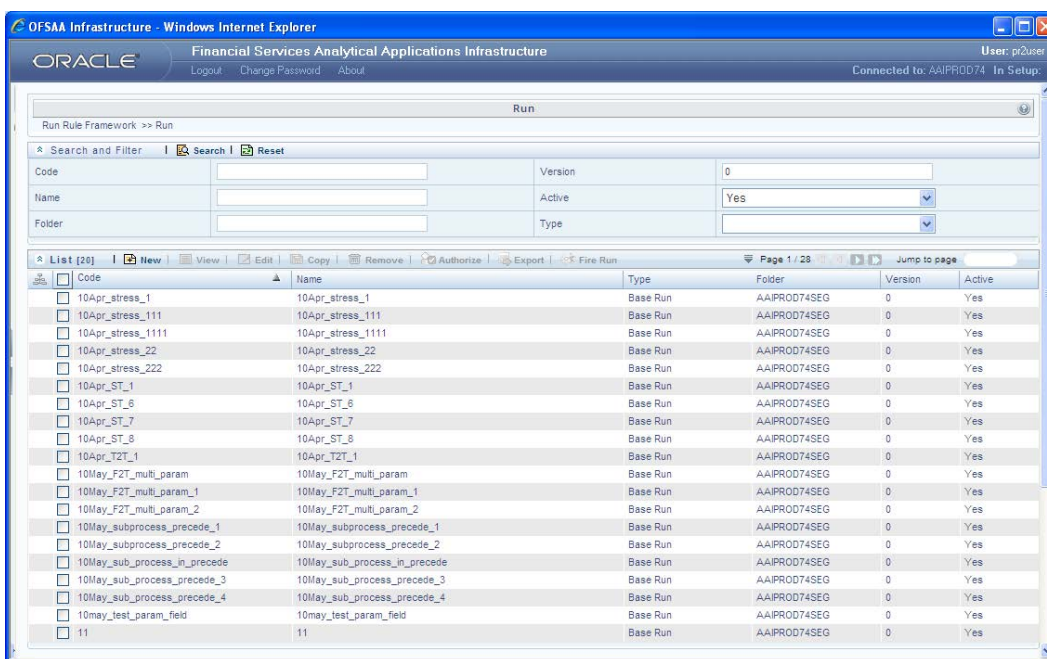 OFSAA Infrastructure - Windows Internet Explorer
ORACLE Financial Services Analytical Applications Infrastructure User: pr2user
Logout Change Password About Connected to: AAIPROD74 In Setup:
Run
Run Rule Framework >> Run
Search and Filter | Search | Reset
Code Version 0
Name Active Yes
Folder Type
List [20] | New | View | Edit | Copy | Remove | Authorize | Export | Fire Run Page 1 / 28 Jump to page
Code Name Type Folder Version Active
10Apr_stress_1 10Apr_stress_1 Base Run AAIPROD74SEG 0 Yes
10Apr_stress_111 10Apr_stress_111 Base Run AAIPROD74SEG 0 Yes
10Apr_stress_1111 10Apr_stress_1111 Base Run AAIPROD74SEG 0 Yes
10Apr_stress_22 10Apr_stress_22 Base Run AAIPROD74SEG 0 Yes
10Apr_stress_222 10Apr_stress_222 Base Run AAIPROD74SEG 0 Yes
10Apr_ST_1 10Apr_ST_1 Base Run AAIPROD74SEG 0 Yes
10Apr_ST_6 10Apr_ST_6 Base Run AAIPROD74SEG 0 Yes
10Apr_ST_7 10Apr_ST_7 Base Run AAIPROD74SEG 0 Yes
10Apr_ST_8 10Apr_ST_8 Base Run AAIPROD74SEG 0 Yes
10Apr_T2T_1 10Apr_T2T_1 Base Run AAIPROD74SEG 0 Yes
10May_F2T_multi_param 10May_F2T_multi_param Base Run AAIPROD74SEG 0 Yes
10May_F2T_multi_param_1 10May_F2T_multi_param_1 Base Run AAIPROD74SEG 0 Yes
10May_F2T_multi_param_2 10May_F2T_multi_param_2 Base Run AAIPROD74SEG 0 Yes
10May_subprocess_precede_1 10May_subprocess_precede_1 Base Run AAIPROD74SEG 0 Yes
10May_subprocess_precede_2 10May_subprocess_precede_2 Base Run AAIPROD74SEG 0 Yes
10May_sub_process_in_precede 10May_sub_process_in_precede Base Run AAIPROD74SEG 0 Yes
10May_sub_process_precede_3 10May_sub_process_precede_3 Base Run AAIPROD74SEG 0 Yes
10May_sub_process_precede_4 10May_sub_process_precede_4 Base Run AAIPROD74SEG 0 Yes
10may_test_param_field 10may_test_param_field Base Run AAIPROD74SEG 0 Yes
11 11 Base Run AAIPROD74SEG 0 Yes